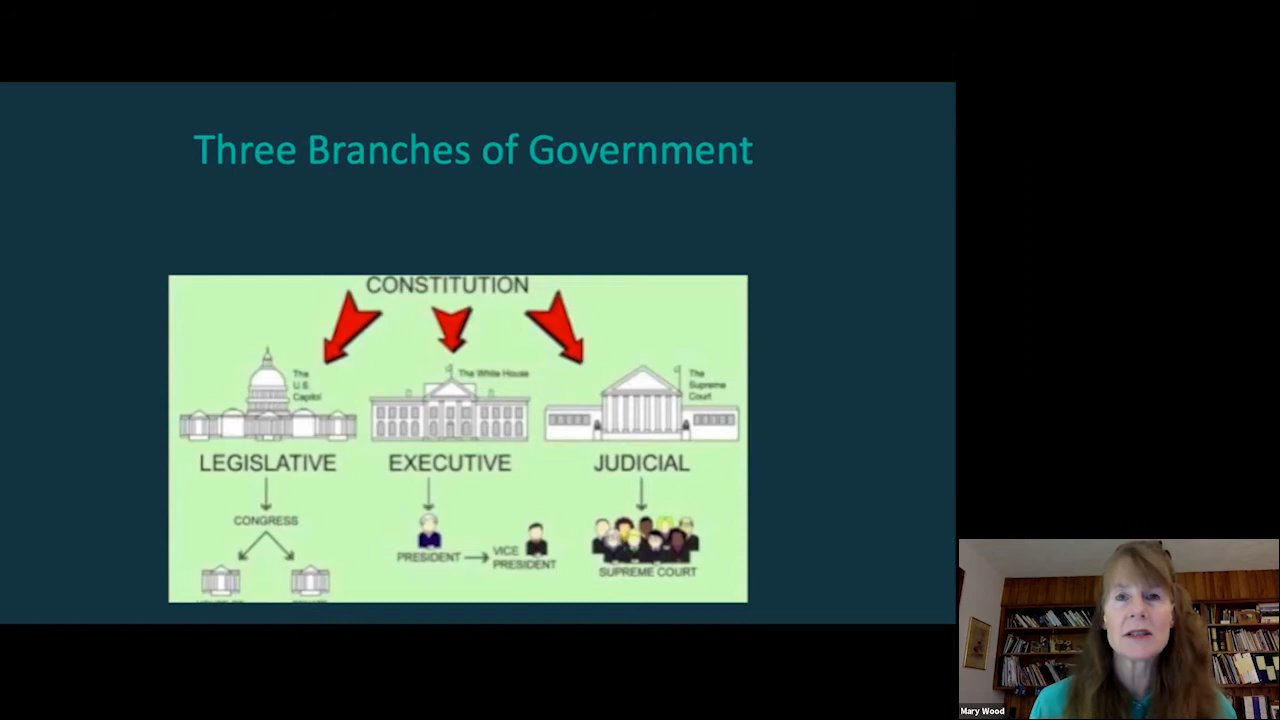 Three Branches of Government
CONSTITUTION
The
U.S.
Capitol
The White House
The
Supreme
Court
LEGISLATIVE
EXECUTIVE
JUDICIAL
CONGRESS
PRESIDENT
VICE
PRESIDENT
SUPREME COURT
Mary Wood